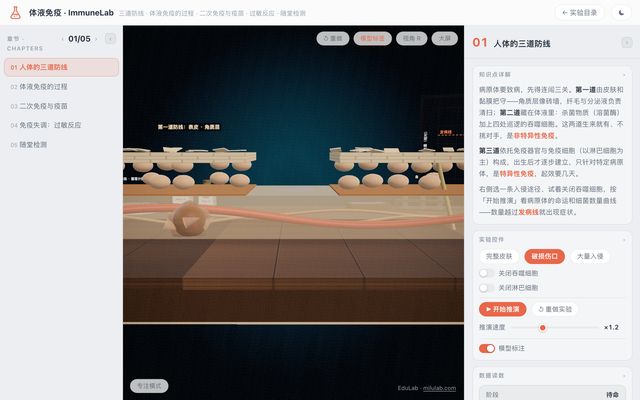 体液免疫 · ImmuneLab
三道防线 · 体液免疫的过程 · 二次免疫与疫苗 · 过敏反应 · 随堂检测
← 实验目录
章节 ·
CHAPTERS
‹ 01/05 ›
01 人体的三道防线
02 体液免疫的过程
03 二次免疫与疫苗
04 免疫失调：过敏反应
05 随堂检测
↻ 重做
模型标签
视角 R
大屏
第一道防线：表皮 · 角质层
发病线
专注模式
EduLab · milulab.com
01 人体的三道防线
知识点详解
病原体要致病，先得连闯三关。第一道由皮肤和
黏膜把守——角质层像砖墙，纤毛与分泌液负责
清扫；第二道藏在体液里：杀菌物质（溶菌酶）
加上四处巡逻的吞噬细胞。这两道生来就有、不
挑对手，是非特异性免疫。
第三道依托免疫器官与免疫细胞（以淋巴细胞为
主）构成，出生后才逐步建立，只针对特定病原
体，是特异性免疫，起效要几天。
右侧选一条入侵途径，试着关闭吞噬细胞，按
「开始推演」看病原体的命运和细菌数量曲线
——数量越过发病线就出现症状。
实验控件
完整皮肤
破损伤口
大量入侵
关闭吞噬细胞
关闭淋巴细胞
▶ 开始推演
↻ 重做实验
推演速度
×1.2
模型标注
数据读数
阶段
待命